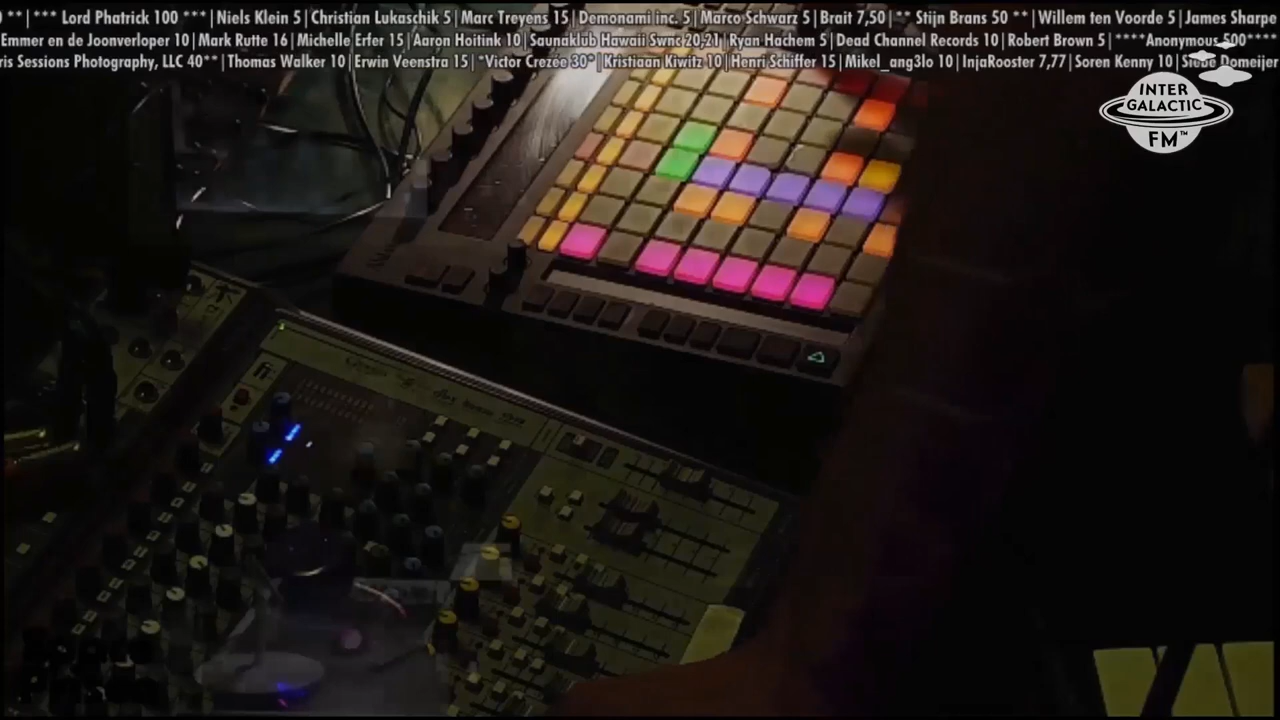 ** | *** Lord Phatrick 100 *** | Niels Klein 5 | Christian Lukaschik 5 | Marc Treyens 15 | Demonami inc. 5 | Marco Schwarz 5 | Brait 7,50 | ** Stijn Brans 50 ** | Willem ten Voorde 5 | James Sharpe
Emmer en de Joonverloper 10 | Mark Rutte 16 | Michelle Erfer 15 | Aaron Hoitink 10 | Saunaklub Hawaii Swnc 20,21 | Ryan Hachem 5 | Dead Channel Records 10 | Robert Brown 5 | ****Anonymous 500****
ris Sessions Photography, LLC 40** | Thomas Walker 10 | Erwin Veenstra 15 | *Victor Crezée 30* | Kristiaan Kiwitz 10 | Henri Schiffer 15 | Mikel_ang3lo 10 | InjaRooster 7,77 | Soren Kenny 10 | Siebe Domeijer
INTER
GALACTIC
FM™